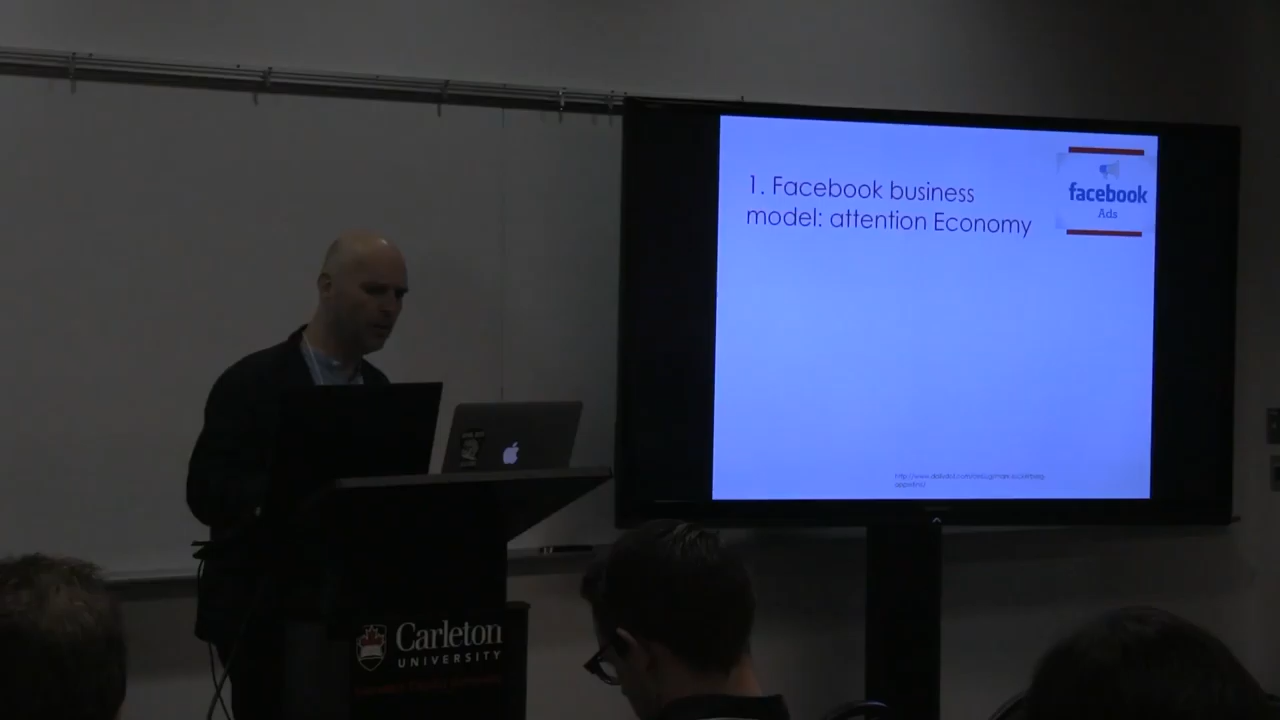 1. Facebook business
model: attention Economy
facebook
Ads
Carleton
UNIVERSITY